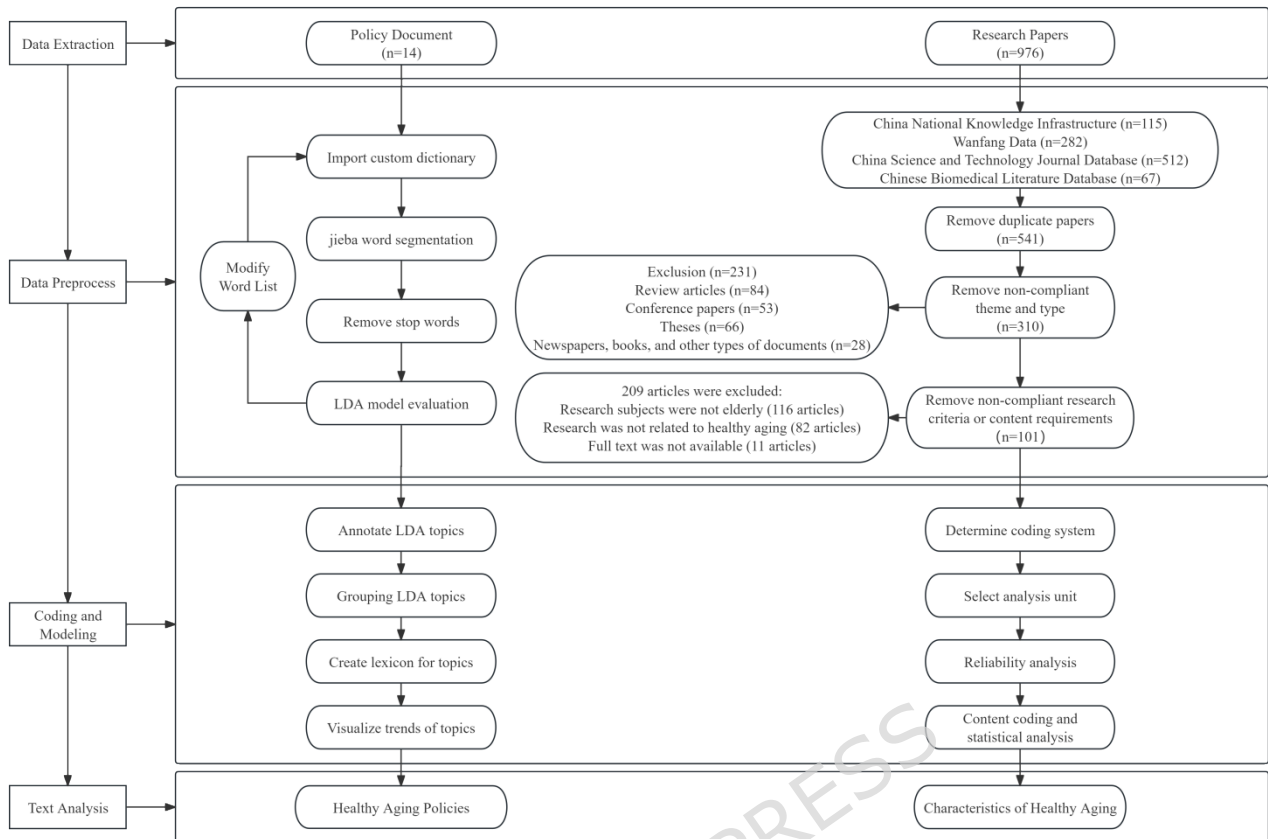 Data Extraction
Policy Document
(n=14)
Research Papers
(n=976)
Data Preprocess
Import custom dictionary
jieba word segmentation
Modify
Word List
Remove stop words
LDA model evaluation
China National Knowledge Infrastructure (n=115)
Wanfang Data (n=282)
China Science and Technology Journal Database (n=512)
Chinese Biomedical Literature Database (n=67)
Remove duplicate papers
(n=541)
Exclusion (n=231)
Review articles (n=84)
Conference papers (n=53)
Theses (n=66)
Newspapers, books, and other types of documents (n=28)
Remove non-compliant
theme and type
(n=310)
209 articles were excluded:
Research subjects were not elderly (116 articles)
Research was not related to healthy aging (82 articles)
Full text was not available (11 articles)
Remove non-compliant research
criteria or content requirements
(n=101)
Coding and
Modeling
Annotate LDA topics
Grouping LDA topics
Create lexicon for topics
Visualize trends of topics
Determine coding system
Select analysis unit
Reliability analysis
Content coding and
statistical analysis
Text Analysis
Healthy Aging Policies
Characteristics of Healthy Aging
PRESS